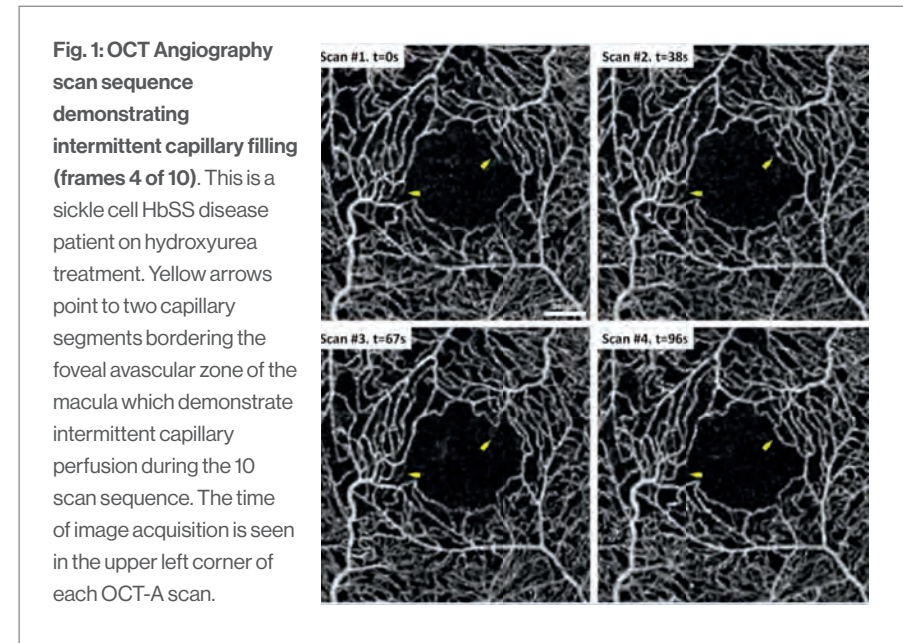 Fig. 1: OCT Angiography
scan sequence
demonstrating
intermittent capillary filling
(frames 4 of 10). This is a
sickle cell HbSS disease
patient on hydroxyurea
treatment. Yellow arrows
point to two capillary
segments bordering the
foveal avascular zone of the
macula which demonstrate
intermittent capillary
perfusion during the 10
scan sequence. The time
of image acquisition is seen
in the upper left corner of
each OCT-A scan.
Scan #1. t=0s
Scan #2. t=38s
Scan #3. t=67s
Scan #4. t=96s